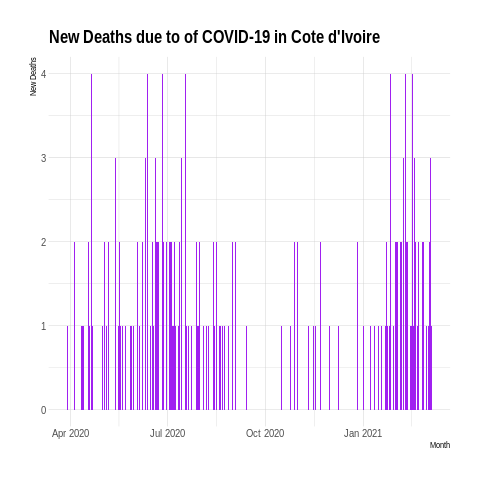 New Deaths due to of COVID-19 in Cote d'Ivoire
New Deaths
4
3
2
1
0
Apr 2020 Jul 2020 Oct 2020 Jan 2021
Month